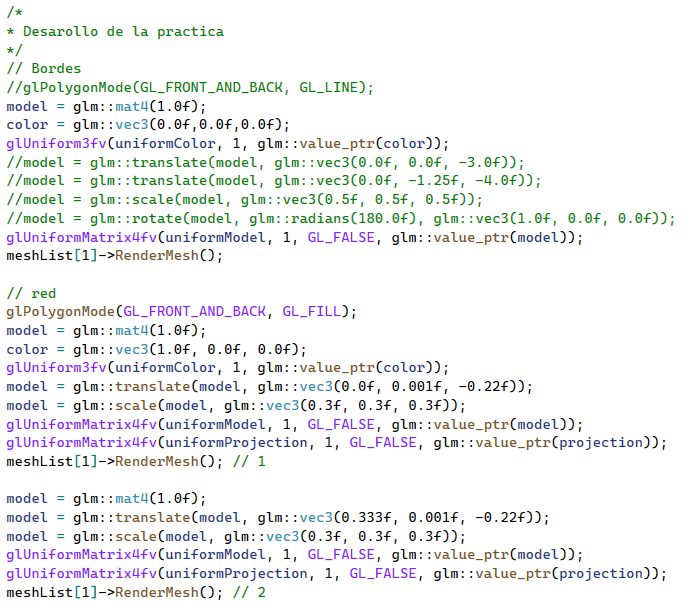 /*
* Desarollo de la practica
*/
// Bordes
//glPolygonMode(GL_FRONT_AND_BACK, GL_LINE);
model = glm::mat4(1.0f);
color = glm::vec3(0.0f,0.0f,0.0f);
glUniform3fv(uniformColor, 1, glm::value_ptr(color));
//model = glm::translate(model, glm::vec3(0.0f, 0.0f, -3.0f));
//model = glm::translate(model, glm::vec3(0.0f, -1.25f, -4.0f));
//model = glm::scale(model, glm::vec3(0.5f, 0.5f, 0.5f));
//model = glm::rotate(model, glm::radians(180.0f), glm::vec3(1.0f, 0.0f, 0.0f));
glUniformMatrix4fv(uniformModel, 1, GL_FALSE, glm::value_ptr(model));
meshList[1]->RenderMesh();

// red
glPolygonMode(GL_FRONT_AND_BACK, GL_FILL);
model = glm::mat4(1.0f);
color = glm::vec3(1.0f, 0.0f, 0.0f);
glUniform3fv(uniformColor, 1, glm::value_ptr(color));
model = glm::translate(model, glm::vec3(0.0f, 0.001f, -0.22f));
model = glm::scale(model, glm::vec3(0.3f, 0.3f, 0.3f));
glUniformMatrix4fv(uniformModel, 1, GL_FALSE, glm::value_ptr(model));
glUniformMatrix4fv(uniformProjection, 1, GL_FALSE, glm::value_ptr(projection));
meshList[1]->RenderMesh(); // 1

model = glm::mat4(1.0f);
model = glm::translate(model, glm::vec3(0.333f, 0.001f, -0.22f));
model = glm::scale(model, glm::vec3(0.3f, 0.3f, 0.3f));
glUniformMatrix4fv(uniformModel, 1, GL_FALSE, glm::value_ptr(model));
glUniformMatrix4fv(uniformProjection, 1, GL_FALSE, glm::value_ptr(projection));
meshList[1]->RenderMesh(); // 2